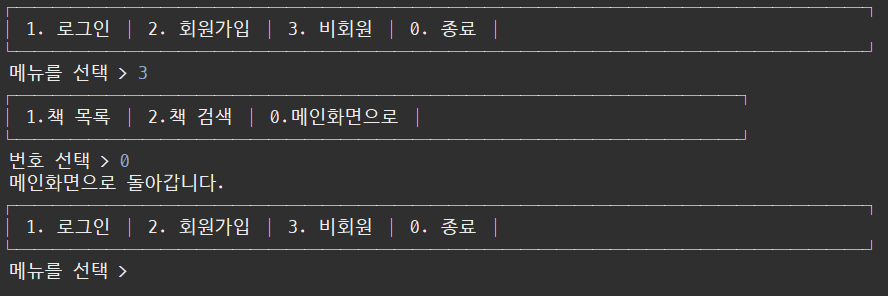 | 1. 로그인 | 2. 회원가입 | 3. 비회원 | 0. 종료 |
메뉴를 선택 > 3
| 1.책 목록 | 2.책 검색 | 0.메인화면으로 |
번호 선택 > 0
메인화면으로 돌아갑니다.
| 1. 로그인 | 2. 회원가입 | 3. 비회원 | 0. 종료 |
메뉴를 선택 >